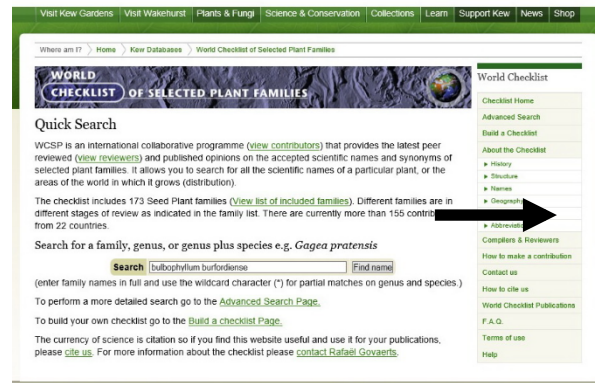 Visit Kew Gardens Visit Wakehurst Plants & Fungi Science & Conservation Collections Learn Support Kew News Shop
Where am I? Home Kew Databases World Checklist of Selected Plant Families
WORLD
CHECKLIST OF SELECTED PLANT FAMILIES
Quick Search
WCSP is an international collaborative programme (view contributors) that provides the latest peer
reviewed (view reviewers) and published opinions on the accepted scientific names and synonyms of
selected plant families. It allows you to search for all the scientific names of a particular plant, or the
areas of the world in which it grows (distribution).
The checklist includes 173 Seed Plant families (View list of included families). Different families are in
different stages of review as indicated in the family list. There are currently more than 155
from 22 countries.
Search for a family, genus, or genus plus species e.g. Gagea pratensis
Search bulbophyllum burfordiense Find name
(enter family names in full and use the wildcard character (*) for partial matches on genus and species.)
To perform a more detailed search go to the Advanced Search Page.
To build your own checklist go to the Build a checklist Page.
The currency of science is citation so if you find this website useful and use it for your publications,
please cite us. For more information about the checklist please contact Rafaël Govaerts.
World Checklist
Checklist Home
Advanced Search
Build a Checklist
About the Checklist
History
Structure
Names
Geography
Compilers & Reviewers
How to make a contribution
Contact us
How to cite us
World Checklist Publications
F.A.Q.
Terms of use
Help